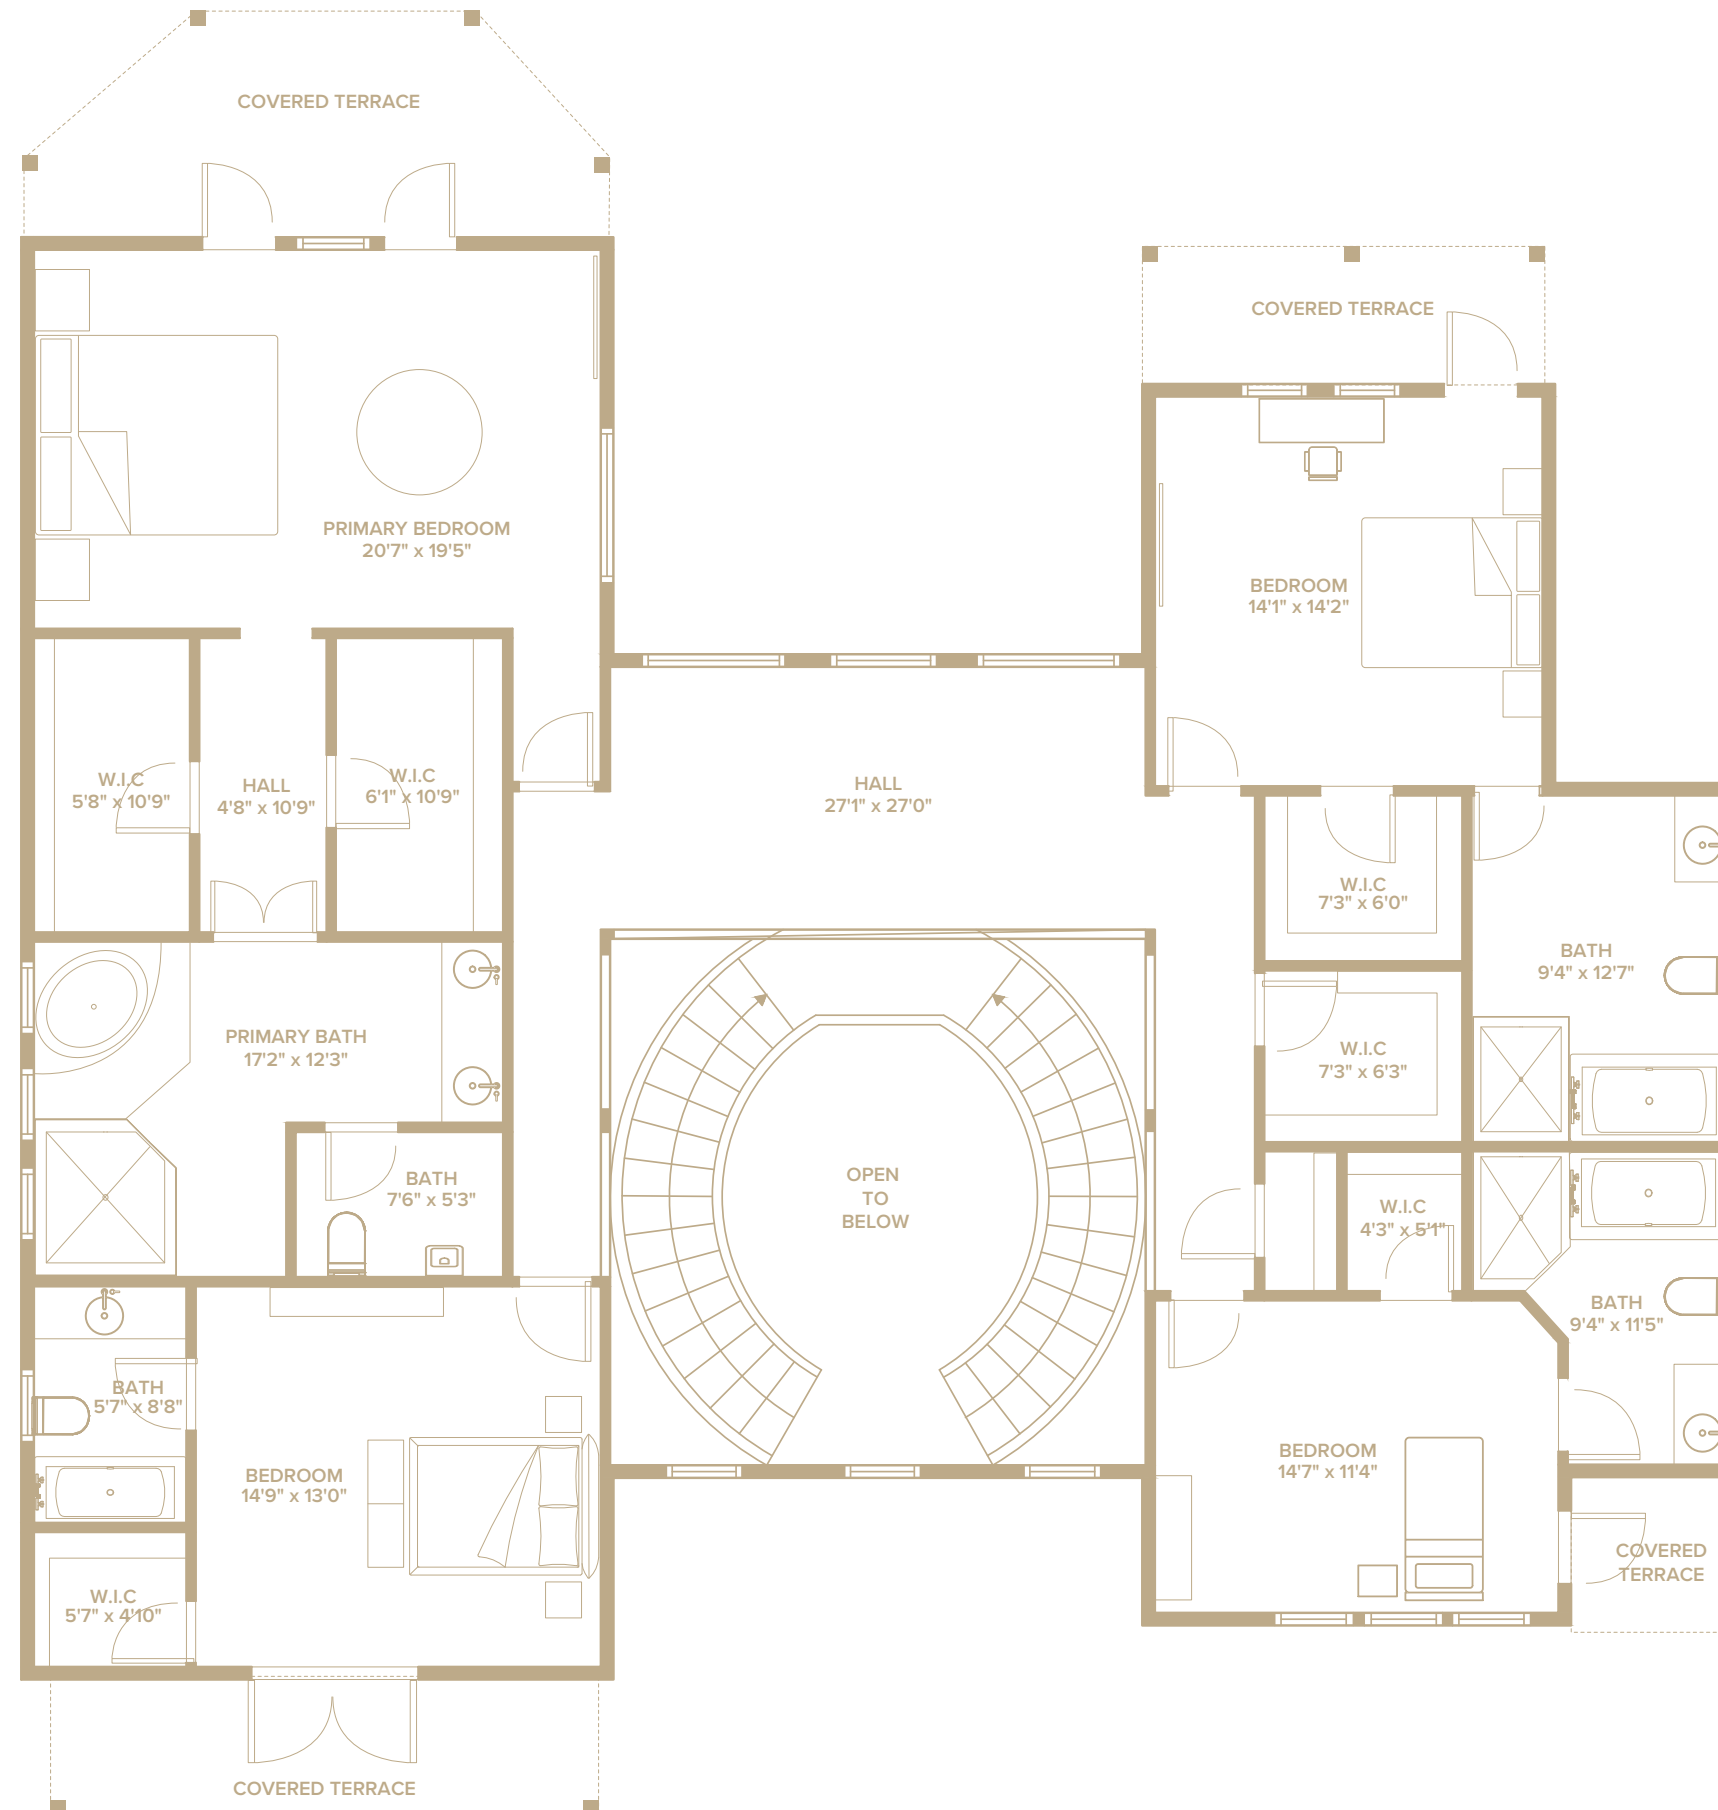 COVERED TERRACE
COVERED TERRACE
PRIMARY BEDROOM
20'7" x 19'5"
BEDROOM
14'1" x 14'2"
W.I.C
5'8" x 10'9"
HALL
4'8" x 10'9"
W.I.C
6'1" x 10'9"
HALL
27'1" x 27'0"
W.I.C
7'3" x 6'0"
BATH
9'4" x 12'7"
PRIMARY BATH
17'2" x 12'3"
W.I.C
7'3" x 6'3"
BATH
7'6" x 5'3"
OPEN
TO
BELOW
W.I.C
4'3" x 5'1"
BATH
9'4" x 11'5"
BATH
5'7" x 8'8"
BEDROOM
14'9" x 13'0"
BEDROOM
14'7" x 11'4"
COVERED
TERRACE
W.I.C
5'7" x 4'10"
COVERED TERRACE